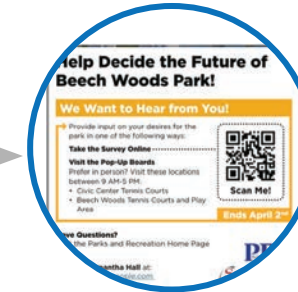 Help Decide the Future of
Beech Woods Park!
We Want to Hear from You!
Provide input on your desires for the
park in one of the following ways:
Take the Survey Online
Visit the Pop-Up Boards
Prefer in person? Visit these locations
between 9 AM-5 PM:
• Civic Center Tennis Courts
• Beech Woods Tennis Courts and Play
Area
Scan Me!
Ends April 2nd
Have Questions?
the Parks and Recreation Home Page
Hall at: